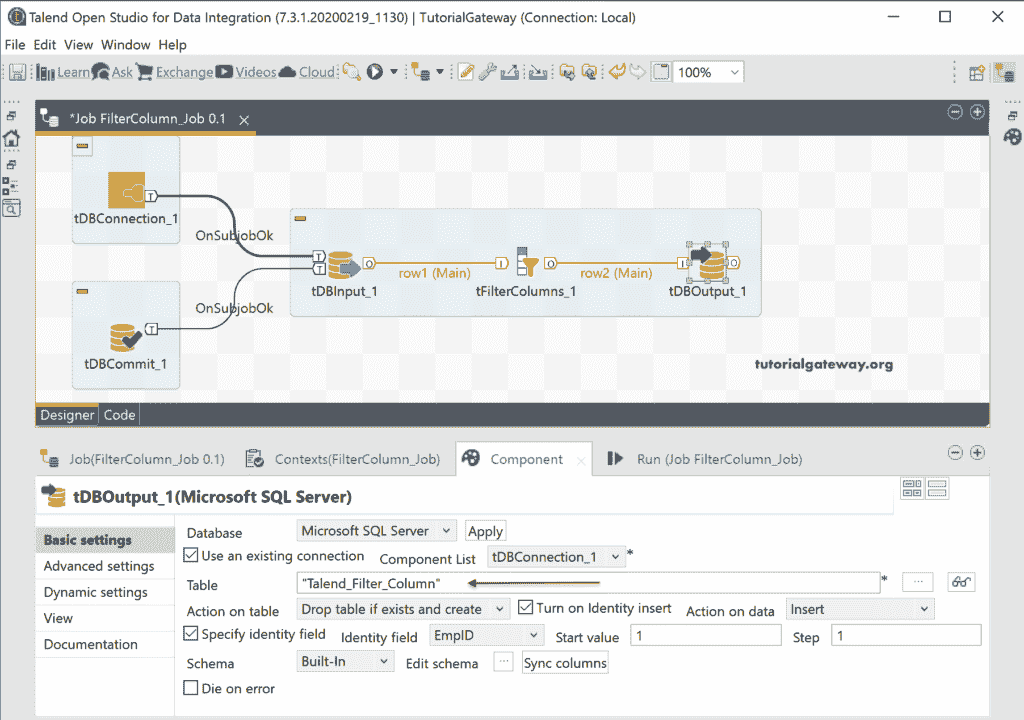 Talend Open Studio for Data Integration (7.3.1.20200219_1130) | TutorialGateway (Connection: Local)
File Edit View Window Help
Learn Ask Exchange Videos Cloud 100%
*Job FilterColumn_Job 0.1
T
tDBConnection_1
OnSubjobOk
T
T
O
row1 (Main)
I
O
row2 (Main)
I
O
tDBInput_1
tFilterColumns_1
tDBOutput_1
OnSubjobOk
T
tDBCommit_1
tutorialgateway.org
Designer Code
Job(FilterColumn_Job 0.1) Contexts(FilterColumn_Job) Component Run (Job FilterColumn_Job)
tDBOutput_1(Microsoft SQL Server)
Basic settings
Advanced settings
Dynamic settings
View
Documentation
Database Microsoft SQL Server Apply
Use an existing connection Component List tDBConnection_1 *
Table "Talend_Filter_Column" * ...
Action on table Drop table if exists and create Turn on Identity insert Action on data Insert
Specify identity field Identity field EmpID Start value 1 Step 1
Schema Built-In Edit schema ... Sync columns
Die on error